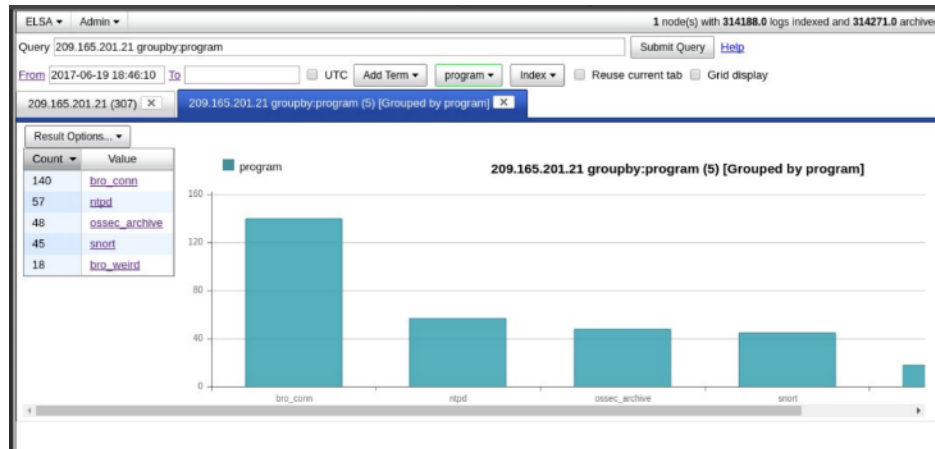 ELSA Admin 1 node(s) with 314188.0 logs indexed and 314271.0 archive
Query 209.165.201.21 groupby:program Submit Query Help
From 2017-06-19 18:46:10 To UTC Add Term program Index Reuse current tab Grid display
209.165.201.21 (307) X 209.165.201.21 groupby:program (5) [Grouped by program] X
Result Options...
Count Value
140 bro_conn
57 ntpd
48 ossec_archive
45 snort
18 bro_weird
program
209.165.201.21 groupby:program (5) [Grouped by program]
160
120
80
40
0
bro_conn ntpd ossec_archive snort